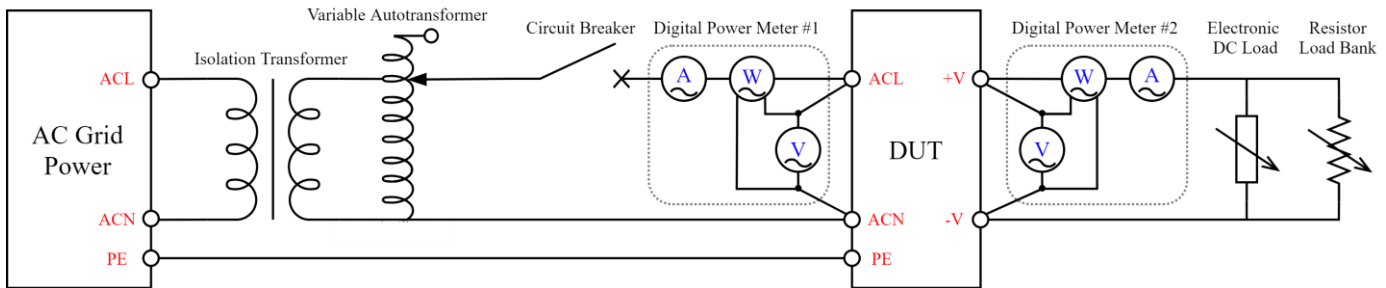 Variable Autotransformer
Circuit Breaker
Digital Power Meter #1
Digital Power Meter #2
Electronic
DC Load
Resistor
Load Bank
Isolation Transformer
ACL
A
W
ACL
+V
W
A
AC Grid
Power
V
DUT
V
ACN
ACN
-V
PE
PE